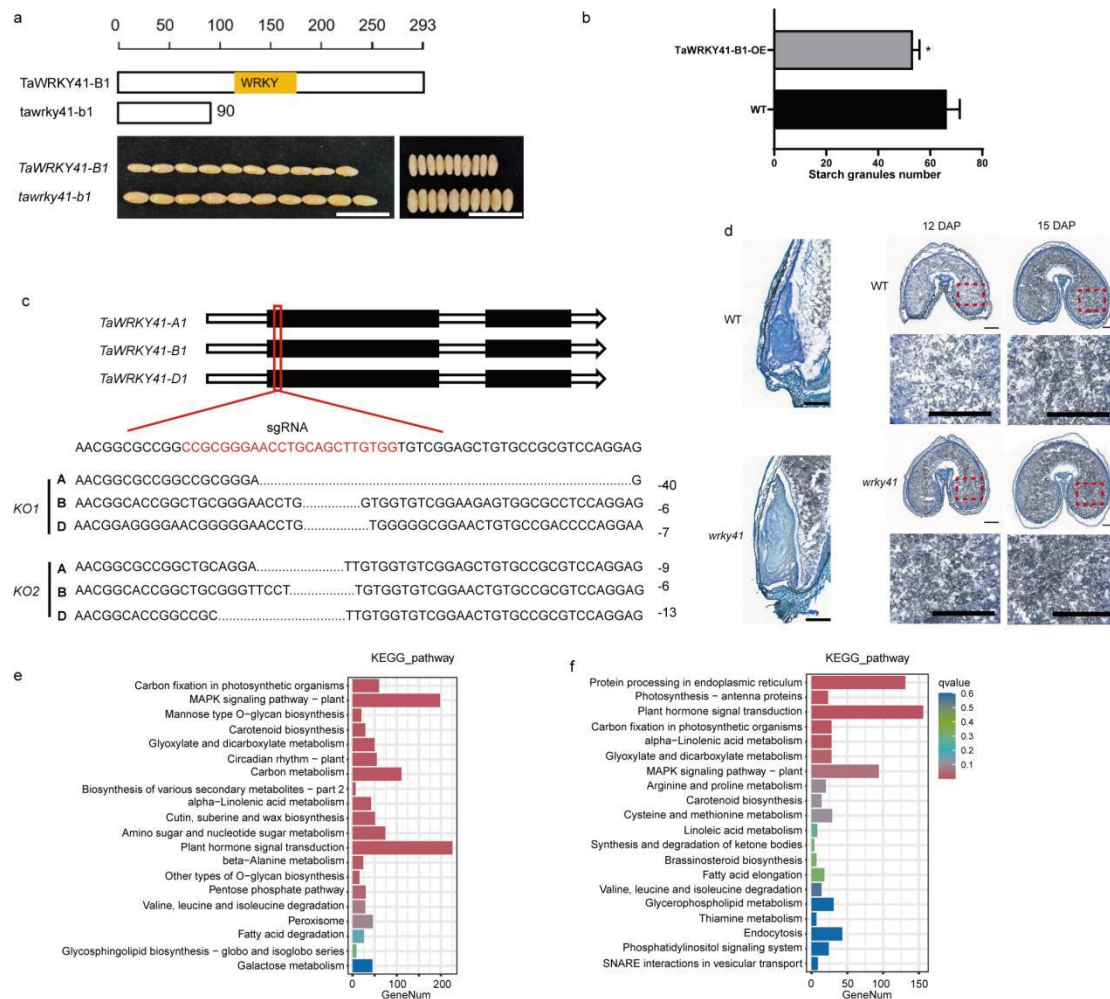 a
0 50 100 150 200 250 293
TaWRKY41-B1
WRKY
tawrky41-b1
90
TaWRKY41-B1
tawrky41-b1
b
TaWRKY41-B1-OE
*
WT
0 20 40 60 80
Starch granules number
c
TaWRKY41-A1
TaWRKY41-B1
TaWRKY41-D1
sgRNA
AACGGCGCCGGCCGCGGGAACCTGCAGCTTGTGGTGTCGGAGCTGTGCCGCGTCCAGGAG
KO1
A AACGGCGCCGGCCGCGGGA....................................................................G -40
B AACGGCACCGGCTGCGGGAACCTG................GTGGTGTCGGAAGAGTGGCGCCTCCAGGAG -6
D AACGGAGGGGAACGGGGGAACCTG..................TGGGGGCGGAACTGTGCCGACCCCAGGAA -7
KO2
A AACGGCGCCGGCTGCAGGA......................TTGTGGTGTCGGAGCTGTGCCGCGTCCAGGAG -9
B AACGGCACCGGCTGCGGGTTCCT.................TGTGGTGTCGGAACTGTGCCGCGTCCAGGAG -6
D AACGGCACCGGCCGC................................TTGTGGTGTCGGAACTGTGCCGCGTCCAGGAG -13
d
12 DAP 15 DAP
WT
WT
wrky41
wrky41
e
KEGG_pathway
Carbon fixation in photosynthetic organisms
MAPK signaling pathway − plant
Mannose type O−glycan biosynthesis
Carotenoid biosynthesis
Glyoxylate and dicarboxylate metabolism
Circadian rhythm − plant
Carbon metabolism
Biosynthesis of various secondary metabolites − part 2
alpha−Linolenic acid metabolism
Cutin, suberine and wax biosynthesis
Amino sugar and nucleotide sugar metabolism
Plant hormone signal transduction
beta−Alanine metabolism
Other types of O−glycan biosynthesis
Pentose phosphate pathway
Valine, leucine and isoleucine degradation
Peroxisome
Fatty acid degradation
Glycosphingolipid biosynthesis − globo and isoglobo series
Galactose metabolism
0 50 100 150 200
GeneNum
f
KEGG_pathway
Protein processing in endoplasmic reticulum
Photosynthesis − antenna proteins
Plant hormone signal transduction
Carbon fixation in photosynthetic organisms
alpha−Linolenic acid metabolism
Glyoxylate and dicarboxylate metabolism
MAPK signaling pathway − plant
Arginine and proline metabolism
Carotenoid biosynthesis
Cysteine and methionine metabolism
Linoleic acid metabolism
Synthesis and degradation of ketone bodies
Brassinosteroid biosynthesis
Fatty acid elongation
Valine, leucine and isoleucine degradation
Glycerophospholipid metabolism
Thiamine metabolism
Endocytosis
Phosphatidylinositol signaling system
SNARE interactions in vesicular transport
0 50 100 150
GeneNum
qvalue
0.6
0.5
0.4
0.3
0.2
0.1